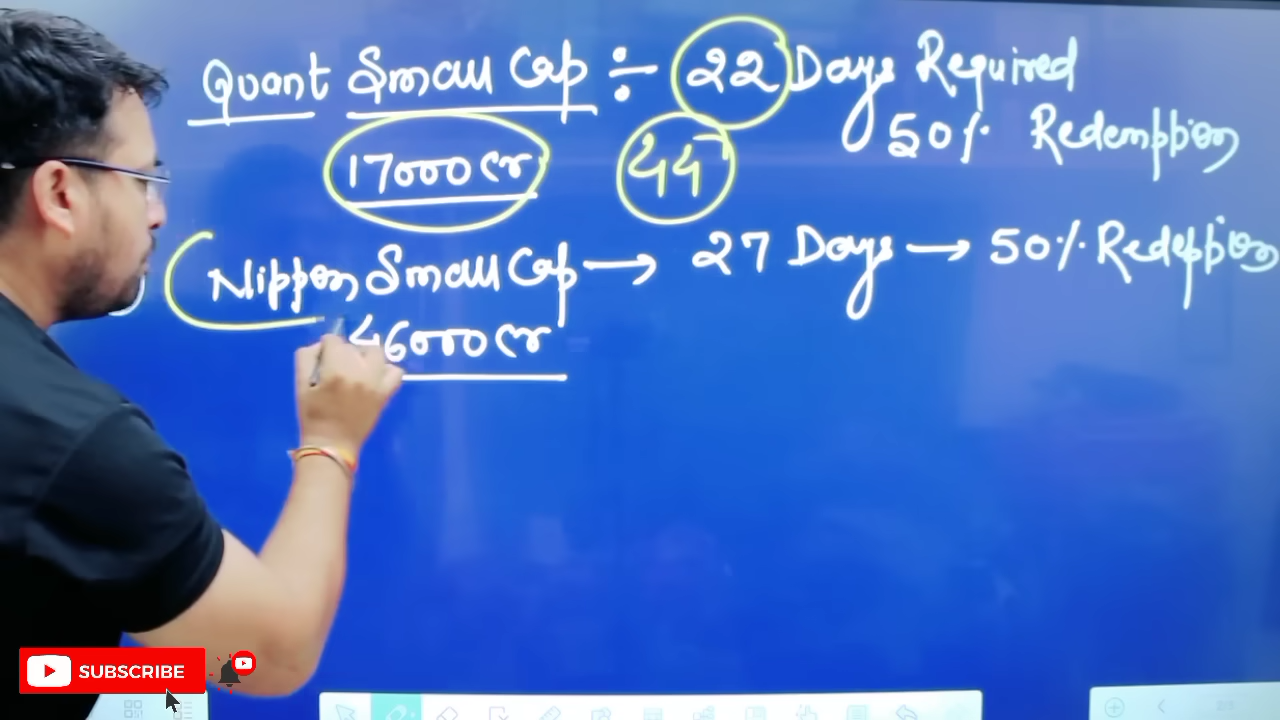 Quant Small Cap ÷ 22 Days Required
17000 cr 44 50% Redemption
Nippon Small Cap → 27 Days → 50% Redepption
46000 cr
SUBSCRIBE